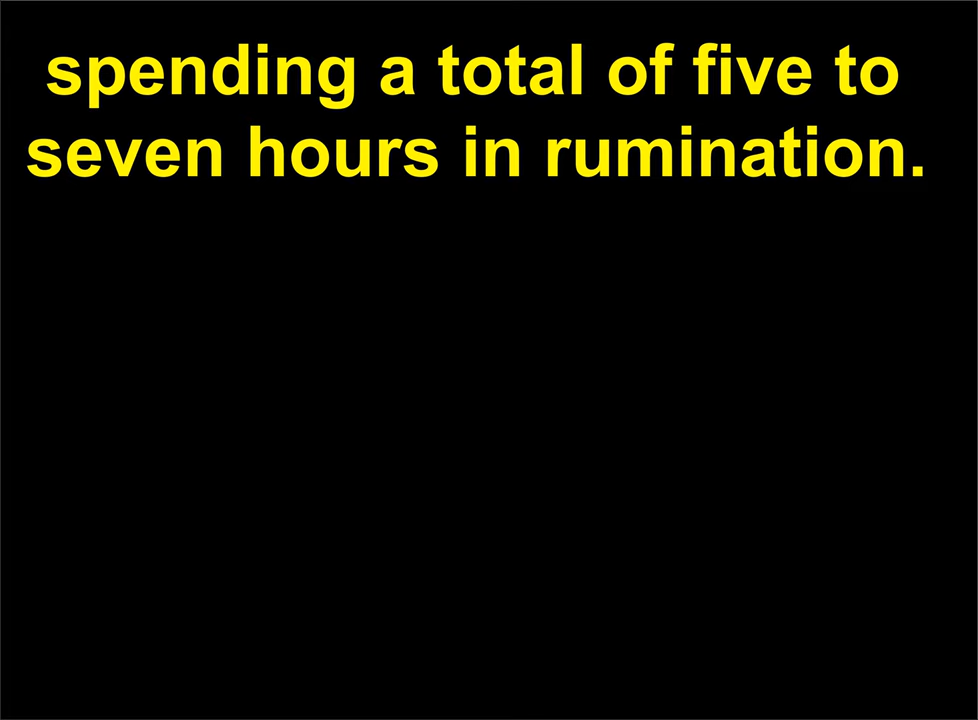 spending a total of five to
seven hours in rumination.